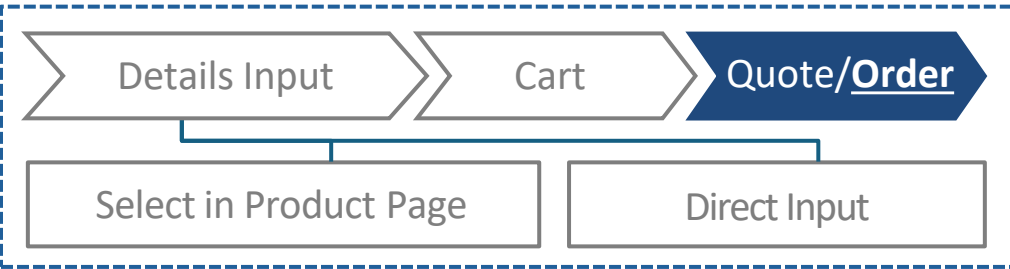 Details Input
Cart
Quote/Order
Select in Product Page
Direct Input